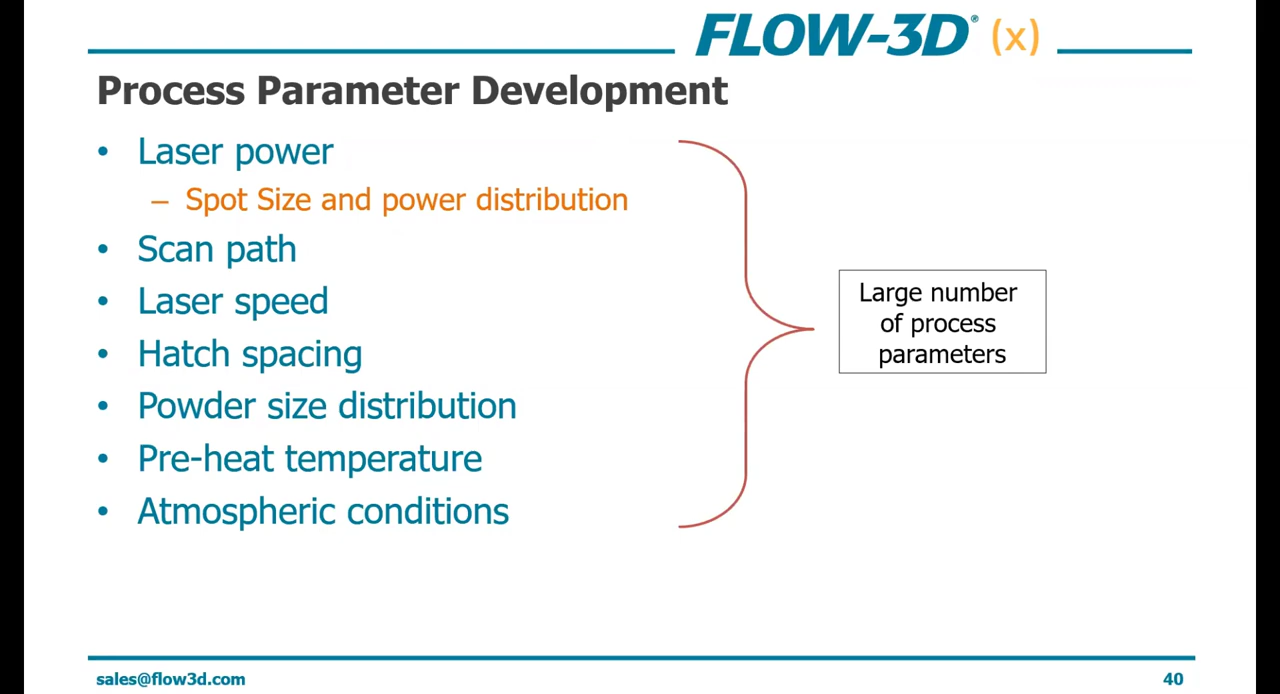 FLOW-3D® (x)
Process Parameter Development
• Laser power
– Spot Size and power distribution
• Scan path
• Laser speed
• Hatch spacing
• Powder size distribution
• Pre-heat temperature
• Atmospheric conditions
Large number
of process
parameters
sales@flow3d.com
40